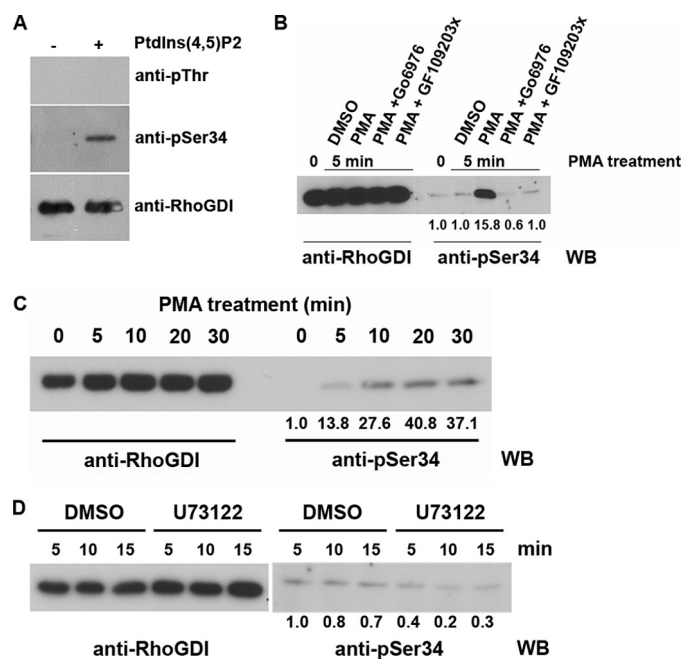 A
- + PtdIns(4,5)P2
anti-pThr
anti-pSer34
anti-RhoGDI
B
DMSO PMA PMA +Go6976 PMA + GF109203x DMSO PMA PMA +Go6976 PMA + GF109203x
0 5 min 0 5 min PMA treatment
1.0 1.0 15.8 0.6 1.0
anti-RhoGDI anti-pSer34 WB
C
PMA treatment (min)
0 5 10 20 30 0 5 10 20 30
1.0 13.8 27.6 40.8 37.1
anti-RhoGDI anti-pSer34 WB
D
DMSO U73122 DMSO U73122
5 10 15 5 10 15 5 10 15 5 10 15 min
1.0 0.8 0.7 0.4 0.2 0.3
anti-RhoGDI anti-pSer34 WB